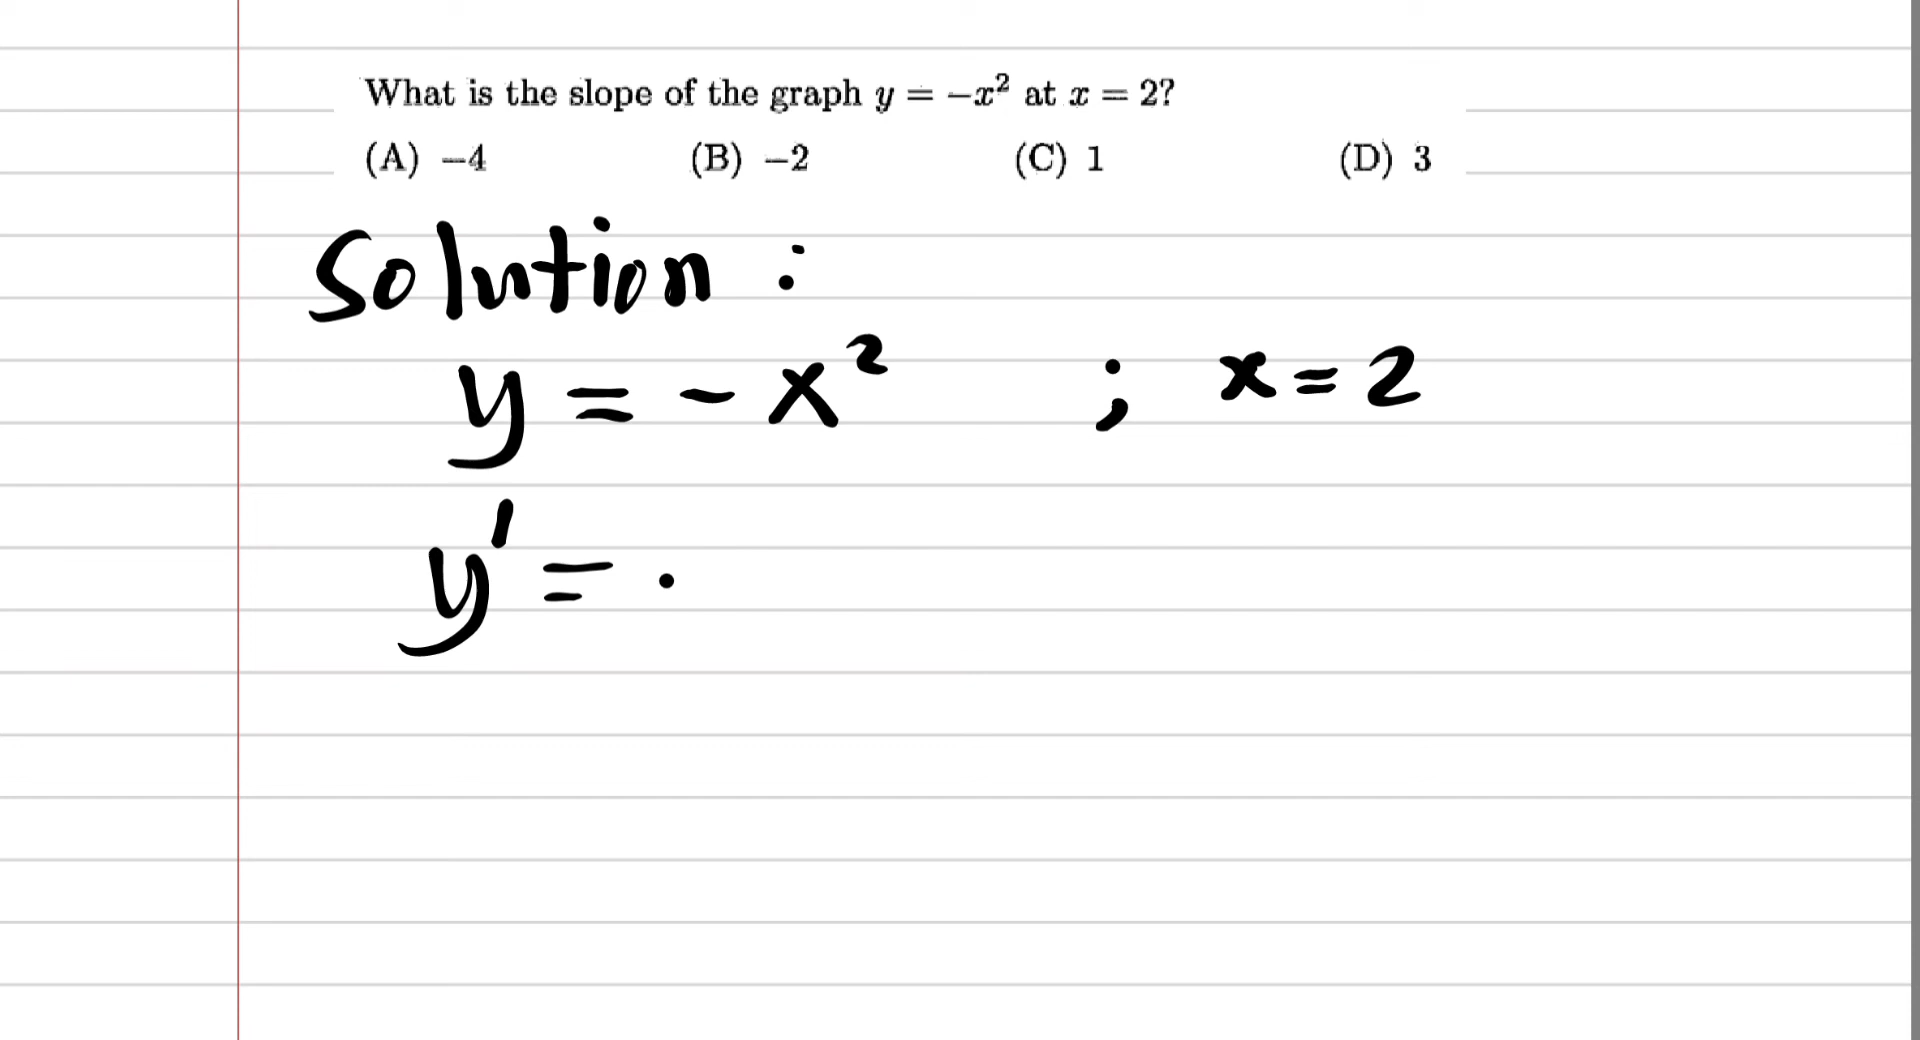 What is the slope of the graph y = −x² at x = 2?
(A) −4 (B) −2 (C) 1 (D) 3
Solution :
y = - x² ; x = 2
y' = .